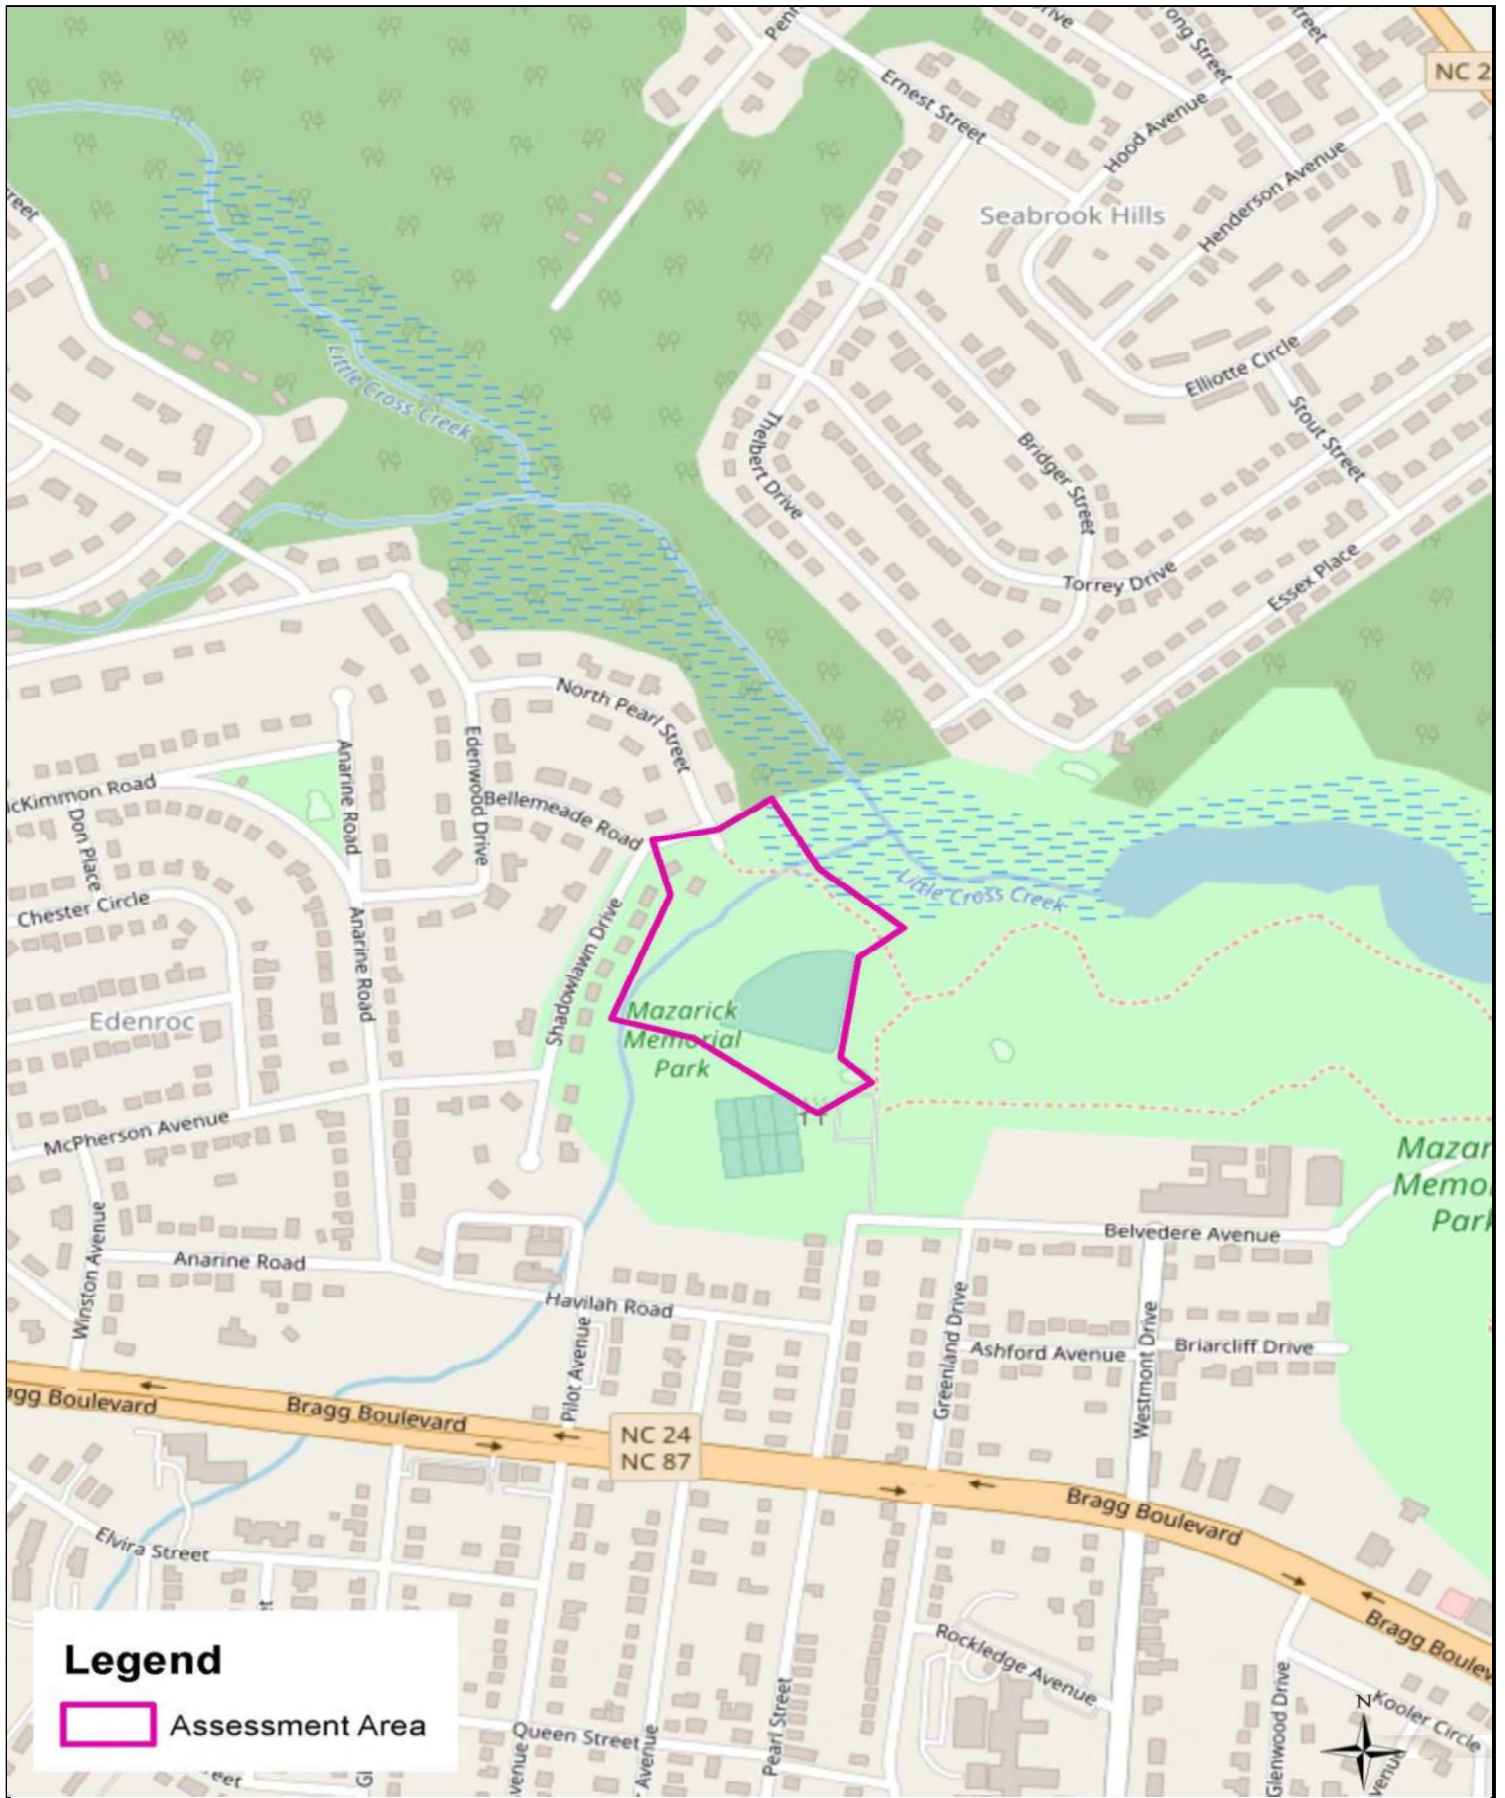 NC 2
Ernest Street
Hood Avenue
Henderson Avenue
Seabrook Hills
Little Cross Creek
Elliotte Circle
Stout Street
Thelbert Drive
Bridger Street
Torrey Drive
Essex Place
North Pearl Street
Edenwood Drive
Anarine Road
Bellemeade Road
Don Place
Chester Circle
Anarine Road
Shadowlawn Drive
Little Cross Creek
Edenroc
Mazarick
Memorial
Park
McPherson Avenue
Mazar
Memo
Park
Winston Avenue
Anarine Road
Belvedere Avenue
Havilah Road
Pilot Avenue
Greenland Drive
Ashford Avenue
Westmont Drive
Briarcliff Drive
agg Boulevard
Bragg Boulevard
NC 24
NC 87
Bragg Boulevard
Elvira Street
Bragg Boulev
Rockledge Avenue
Legend
Assessment Area
Queen Street
Avenue
Pearl Street
Glenwood Drive
Kooler Circle
N